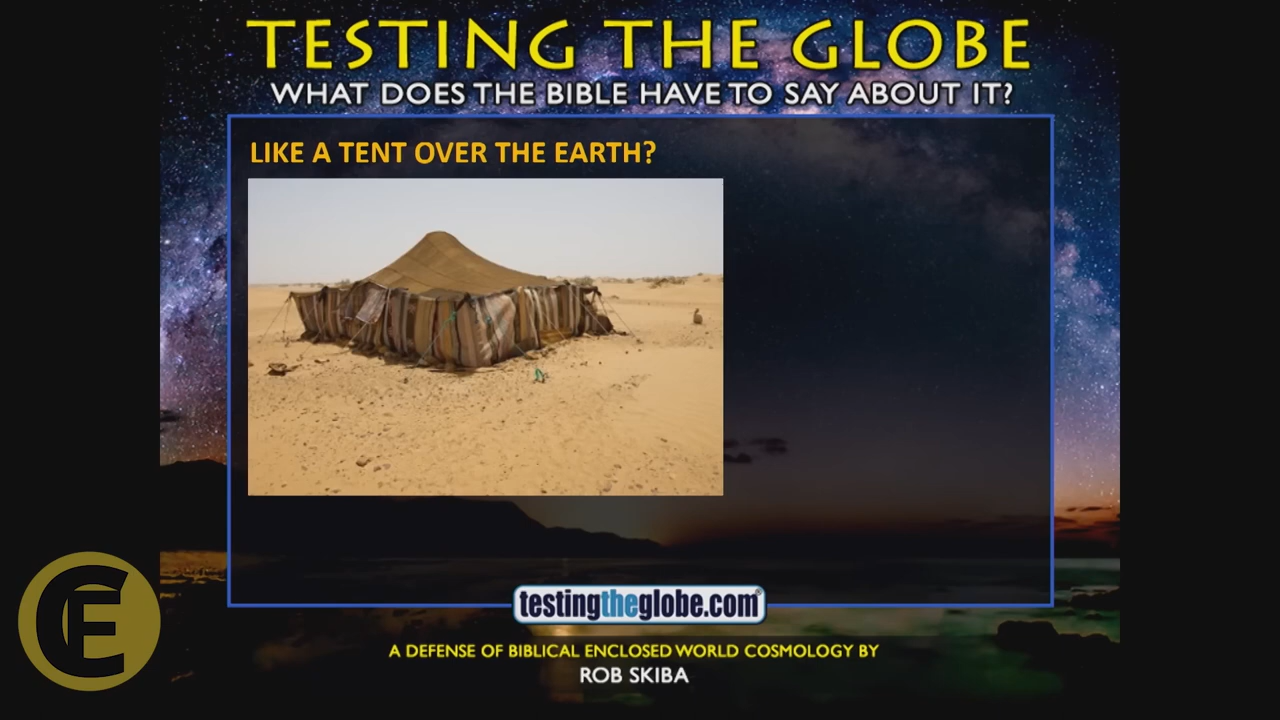 TESTING THE GLOBE
WHAT DOES THE BIBLE HAVE TO SAY ABOUT IT?
LIKE A TENT OVER THE EARTH?
testingtheglobe.com®
A DEFENSE OF BIBLICAL ENCLOSED WORLD COSMOLOGY BY
ROB SKIBA
CE